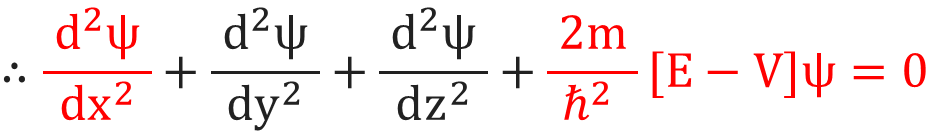 ∴ d²ψ/dx² + d²ψ/dy² + d²ψ/dz² + 2m/ℏ² [E − V]ψ = 0